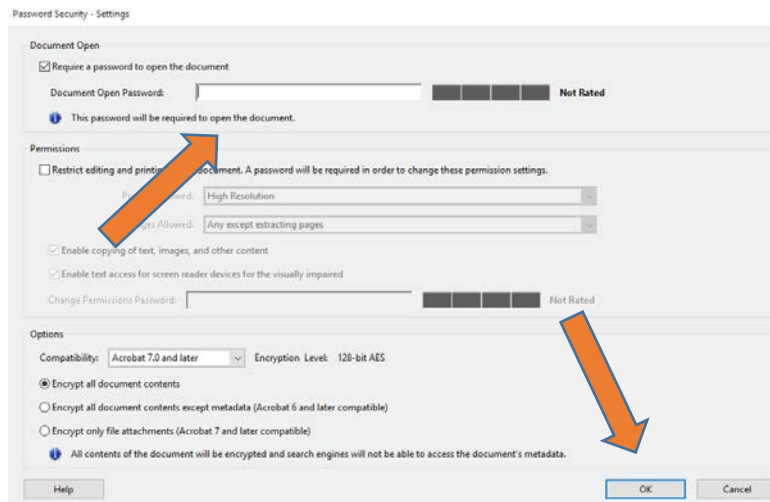 Password Security - Settings
Document Open
Require a password to open the document
Document Open Password: Not Rated
This password will be required to open the document.
Permissions
Restrict editing and printing document. A password will be required in order to change these permission settings.
Allowed: High Resolution
Allowed: Any except extracting pages
Enable copying of text, images, and other content
Enable text access for screen reader devices for the visually impaired
Change Permissions Password: Not Rated
Options
Compatibility: Acrobat 7.0 and later Encryption Level: 128-bit AES
Encrypt all document contents
Encrypt all document contents except metadata (Acrobat 6 and later compatible)
Encrypt only file attachments (Acrobat 7 and later compatible)
All contents of the document will be encrypted and search engines will not be able to access the document's metadata.
Help OK Cancel